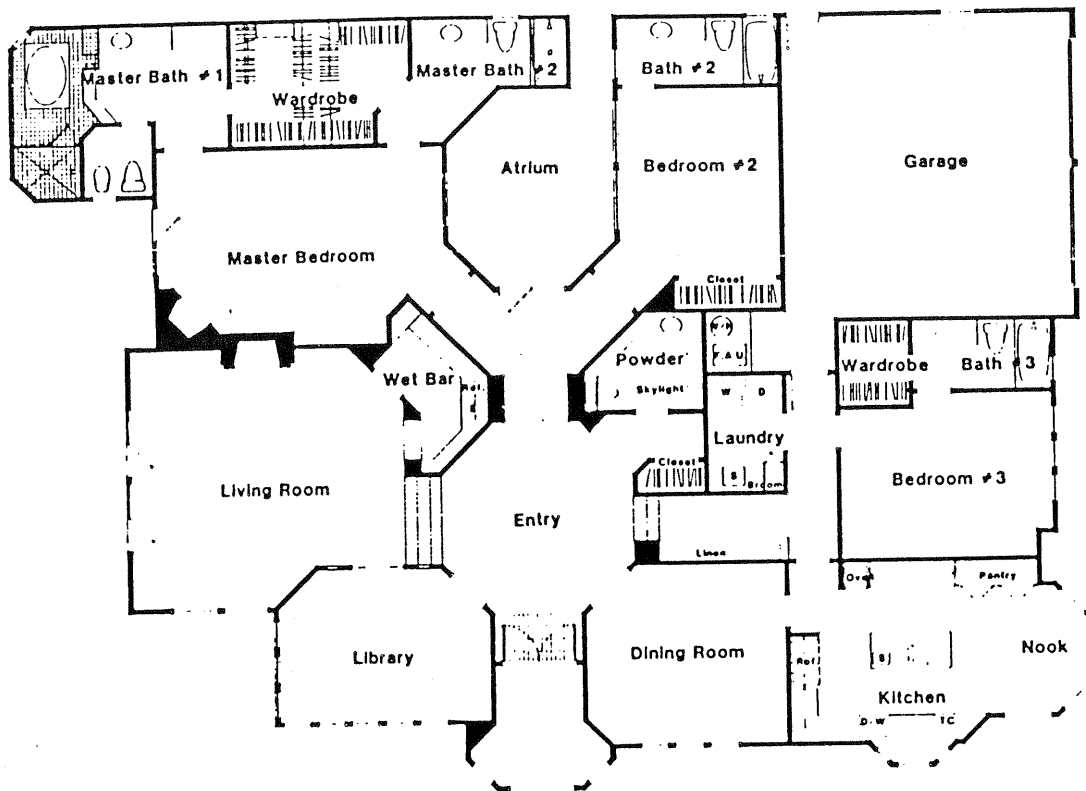 Master Bath #1
Wardrobe
Master Bath #2
Bath #2
Atrium
Bedroom #2
Garage
Master Bedroom
Closet
Wet Bar
Ref.
Powder
Skylight
W/H
F.A.U
Wardrobe
Bath #3
W D
Laundry
Closet
S
Broom
Bedroom #3
Living Room
Entry
Linen
Oven
Pantry
Library
Dining Room
Ref.
S
Nook
Kitchen
D-W
TC